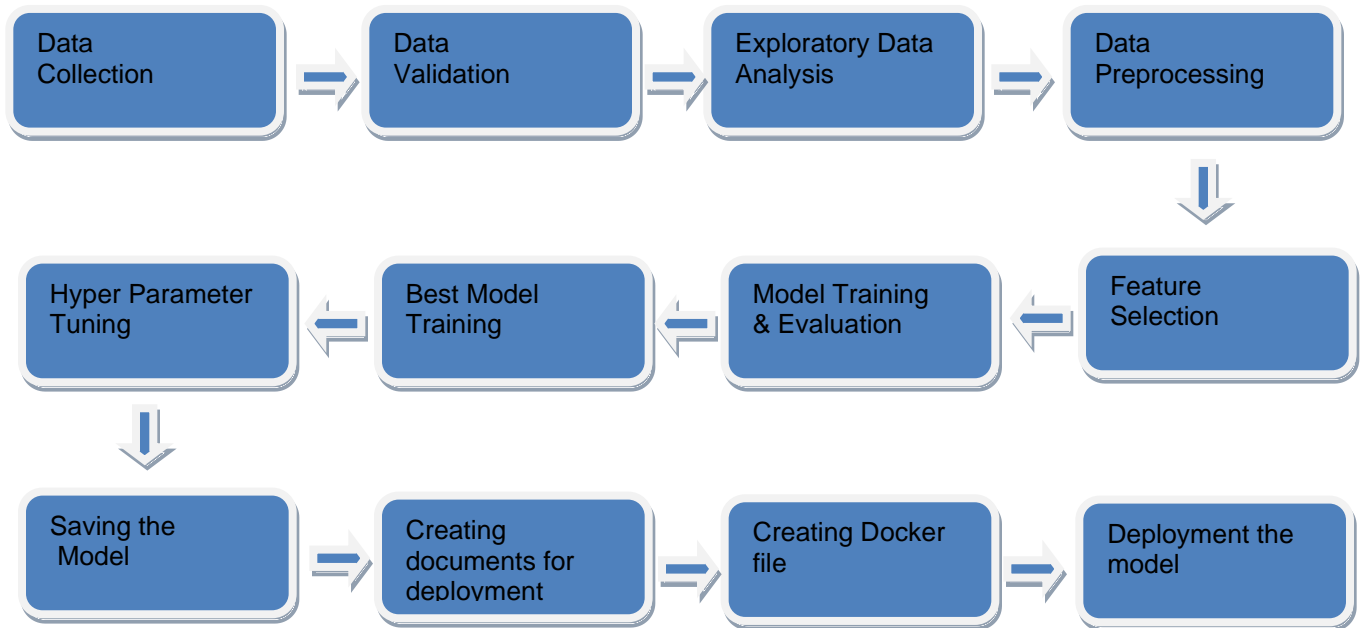 Data
Collection
Data
Validation
Exploratory Data
Analysis
Data
Preprocessing
Feature
Selection
Model Training
& Evaluation
Best Model
Training
Hyper Parameter
Tuning
Saving the
Model
Creating
documents for
deployment
Creating Docker
file
Deployment the
model